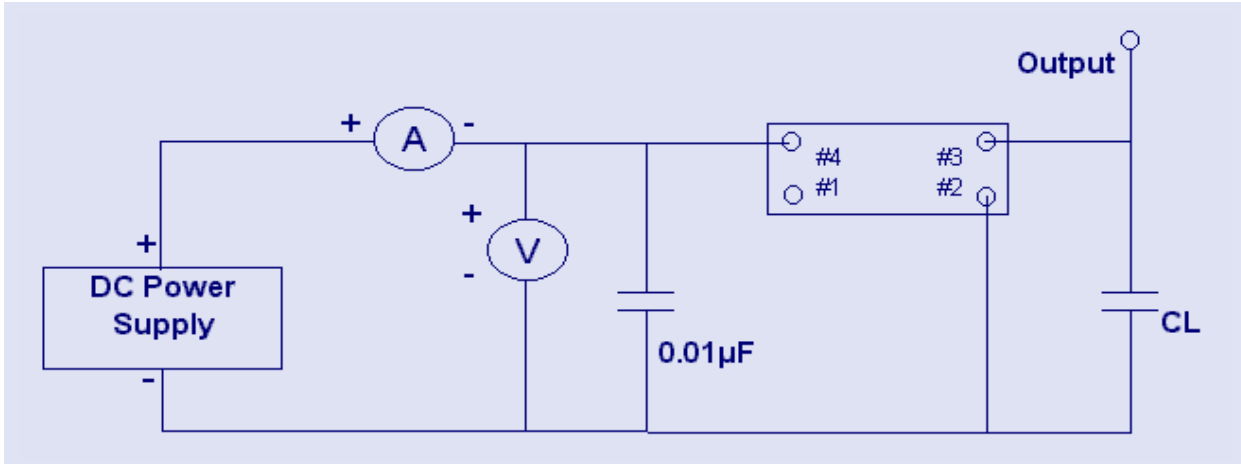 Output
+ A -
#4 #3
#1 #2
+
V
-
+
DC Power
Supply
-
0.01µF
CL